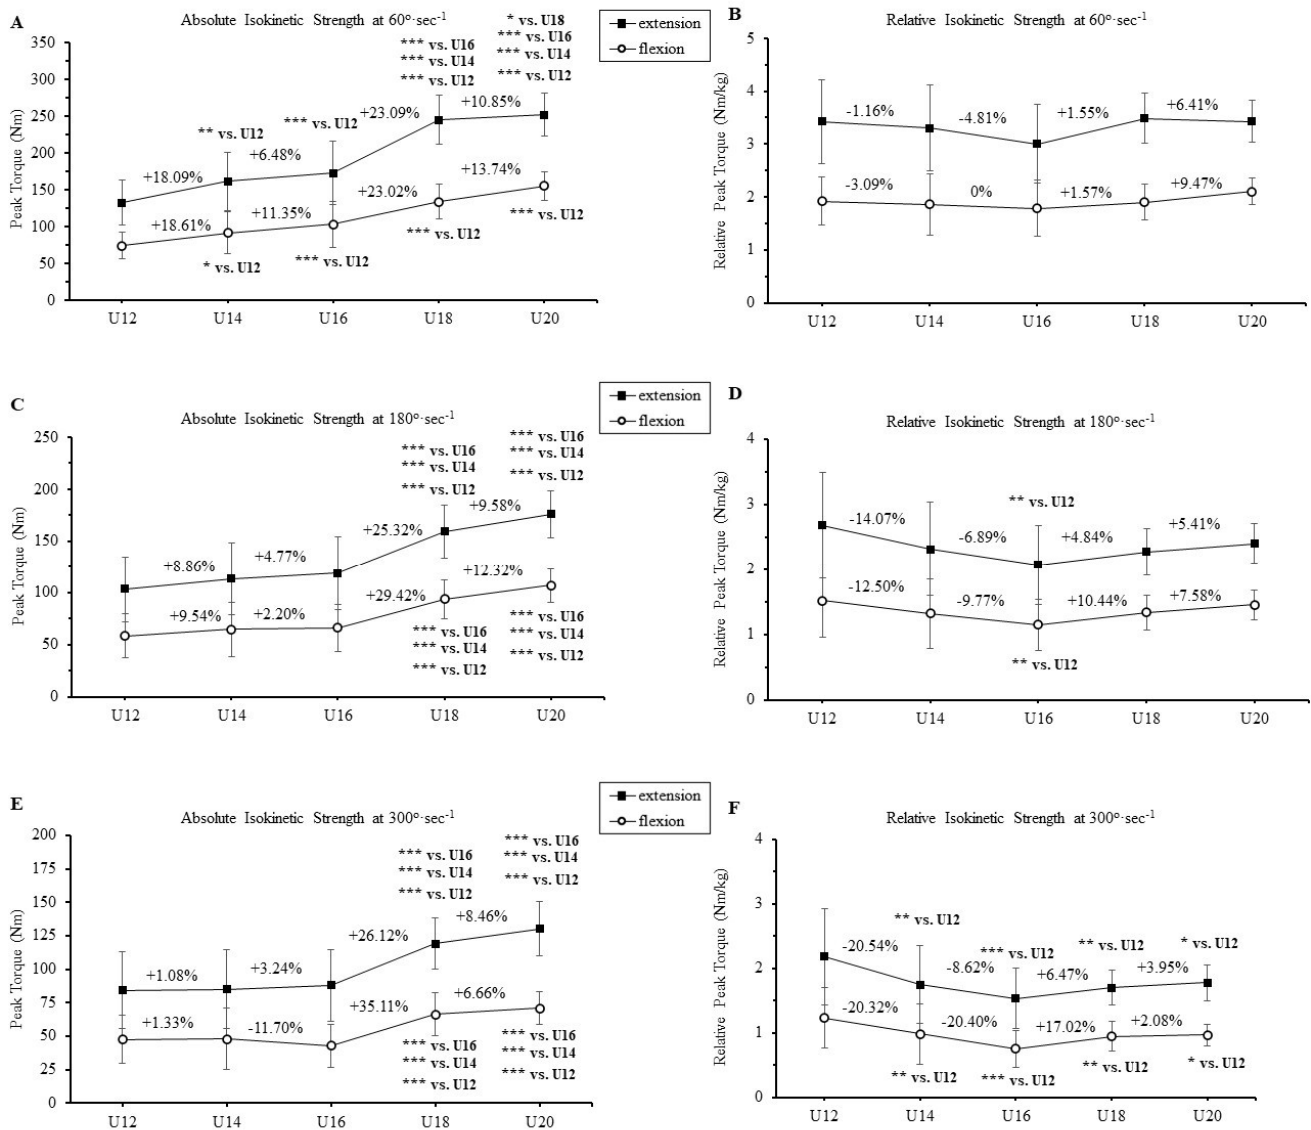 A
Absolute Isokinetic Strength at 60º·sec-1
* vs. U18
*** vs. U16
*** vs. U14
*** vs. U12
*** vs. U16
*** vs. U14
*** vs. U12
extension
flexion
Peak Torque (Nm)
350
300
250
200
150
100
50
0
** vs. U12
*** vs. U12
+18.09%
+6.48%
+23.09%
+10.85%
+18.61%
+11.35%
+23.02%
+13.74%
* vs. U12
*** vs. U12
*** vs. U12
*** vs. U12
U12
U14
U16
U18
U20
B
Relative Isokinetic Strength at 60º·sec-1
Relative Peak Torque (Nm/kg)
5
4
3
2
1
0
-1.16%
-4.81%
+1.55%
+6.41%
-3.09%
0%
+1.57%
+9.47%
U12
U14
U16
U18
U20
C
Absolute Isokinetic Strength at 180º·sec-1
extension
flexion
Peak Torque (Nm)
250
200
150
100
50
0
*** vs. U16
*** vs. U14
*** vs. U12
*** vs. U16
*** vs. U14
*** vs. U12
+8.86%
+4.77%
+25.32%
+9.58%
+9.54%
+2.20%
+29.42%
+12.32%
*** vs. U16
*** vs. U14
*** vs. U12
*** vs. U16
*** vs. U14
*** vs. U12
U12
U14
U16
U18
U20
D
Relative Isokinetic Strength at 180º·sec-1
Relative Peak Torque (Nm/kg)
4
3
2
1
0
** vs. U12
-14.07%
-6.89%
+4.84%
+5.41%
-12.50%
-9.77%
+10.44%
+7.58%
** vs. U12
U12
U14
U16
U18
U20
E
Absolute Isokinetic Strength at 300º·sec-1
extension
flexion
Peak Torque (Nm)
200
175
150
125
100
75
50
25
0
*** vs. U16
*** vs. U14
*** vs. U12
*** vs. U16
*** vs. U14
*** vs. U12
+1.08%
+3.24%
+26.12%
+8.46%
+1.33%
-11.70%
+35.11%
+6.66%
*** vs. U16
*** vs. U14
*** vs. U12
*** vs. U16
*** vs. U14
*** vs. U12
U12
U14
U16
U18
U20
F
Relative Isokinetic Strength at 300º·sec-1
Relative Peak Torque (Nm/kg)
4
3
2
1
0
** vs. U12
*** vs. U12
** vs. U12
* vs. U12
-20.54%
-8.62%
+6.47%
+3.95%
-20.32%
-20.40%
+17.02%
+2.08%
** vs. U12
*** vs. U12
** vs. U12
* vs. U12
U12
U14
U16
U18
U20